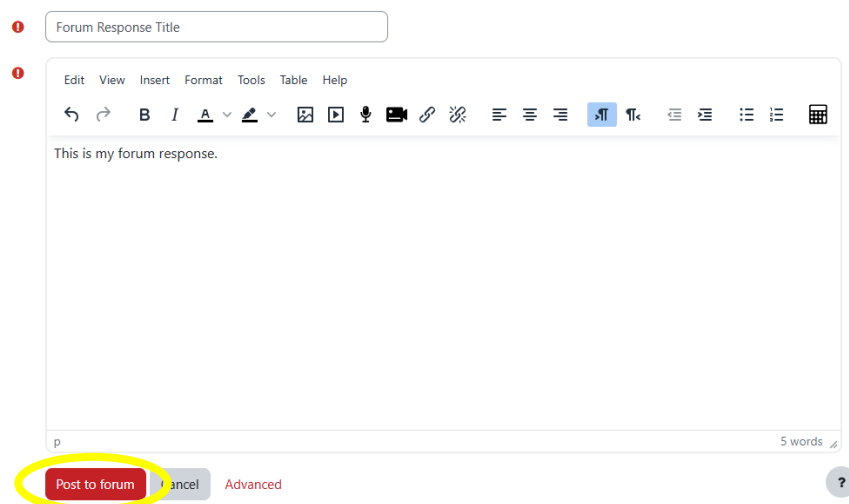 Forum Response Title
Edit View Insert Format Tools Table Help
B I A
This is my forum response.
p 5 words
Post to forum Cancel Advanced
?